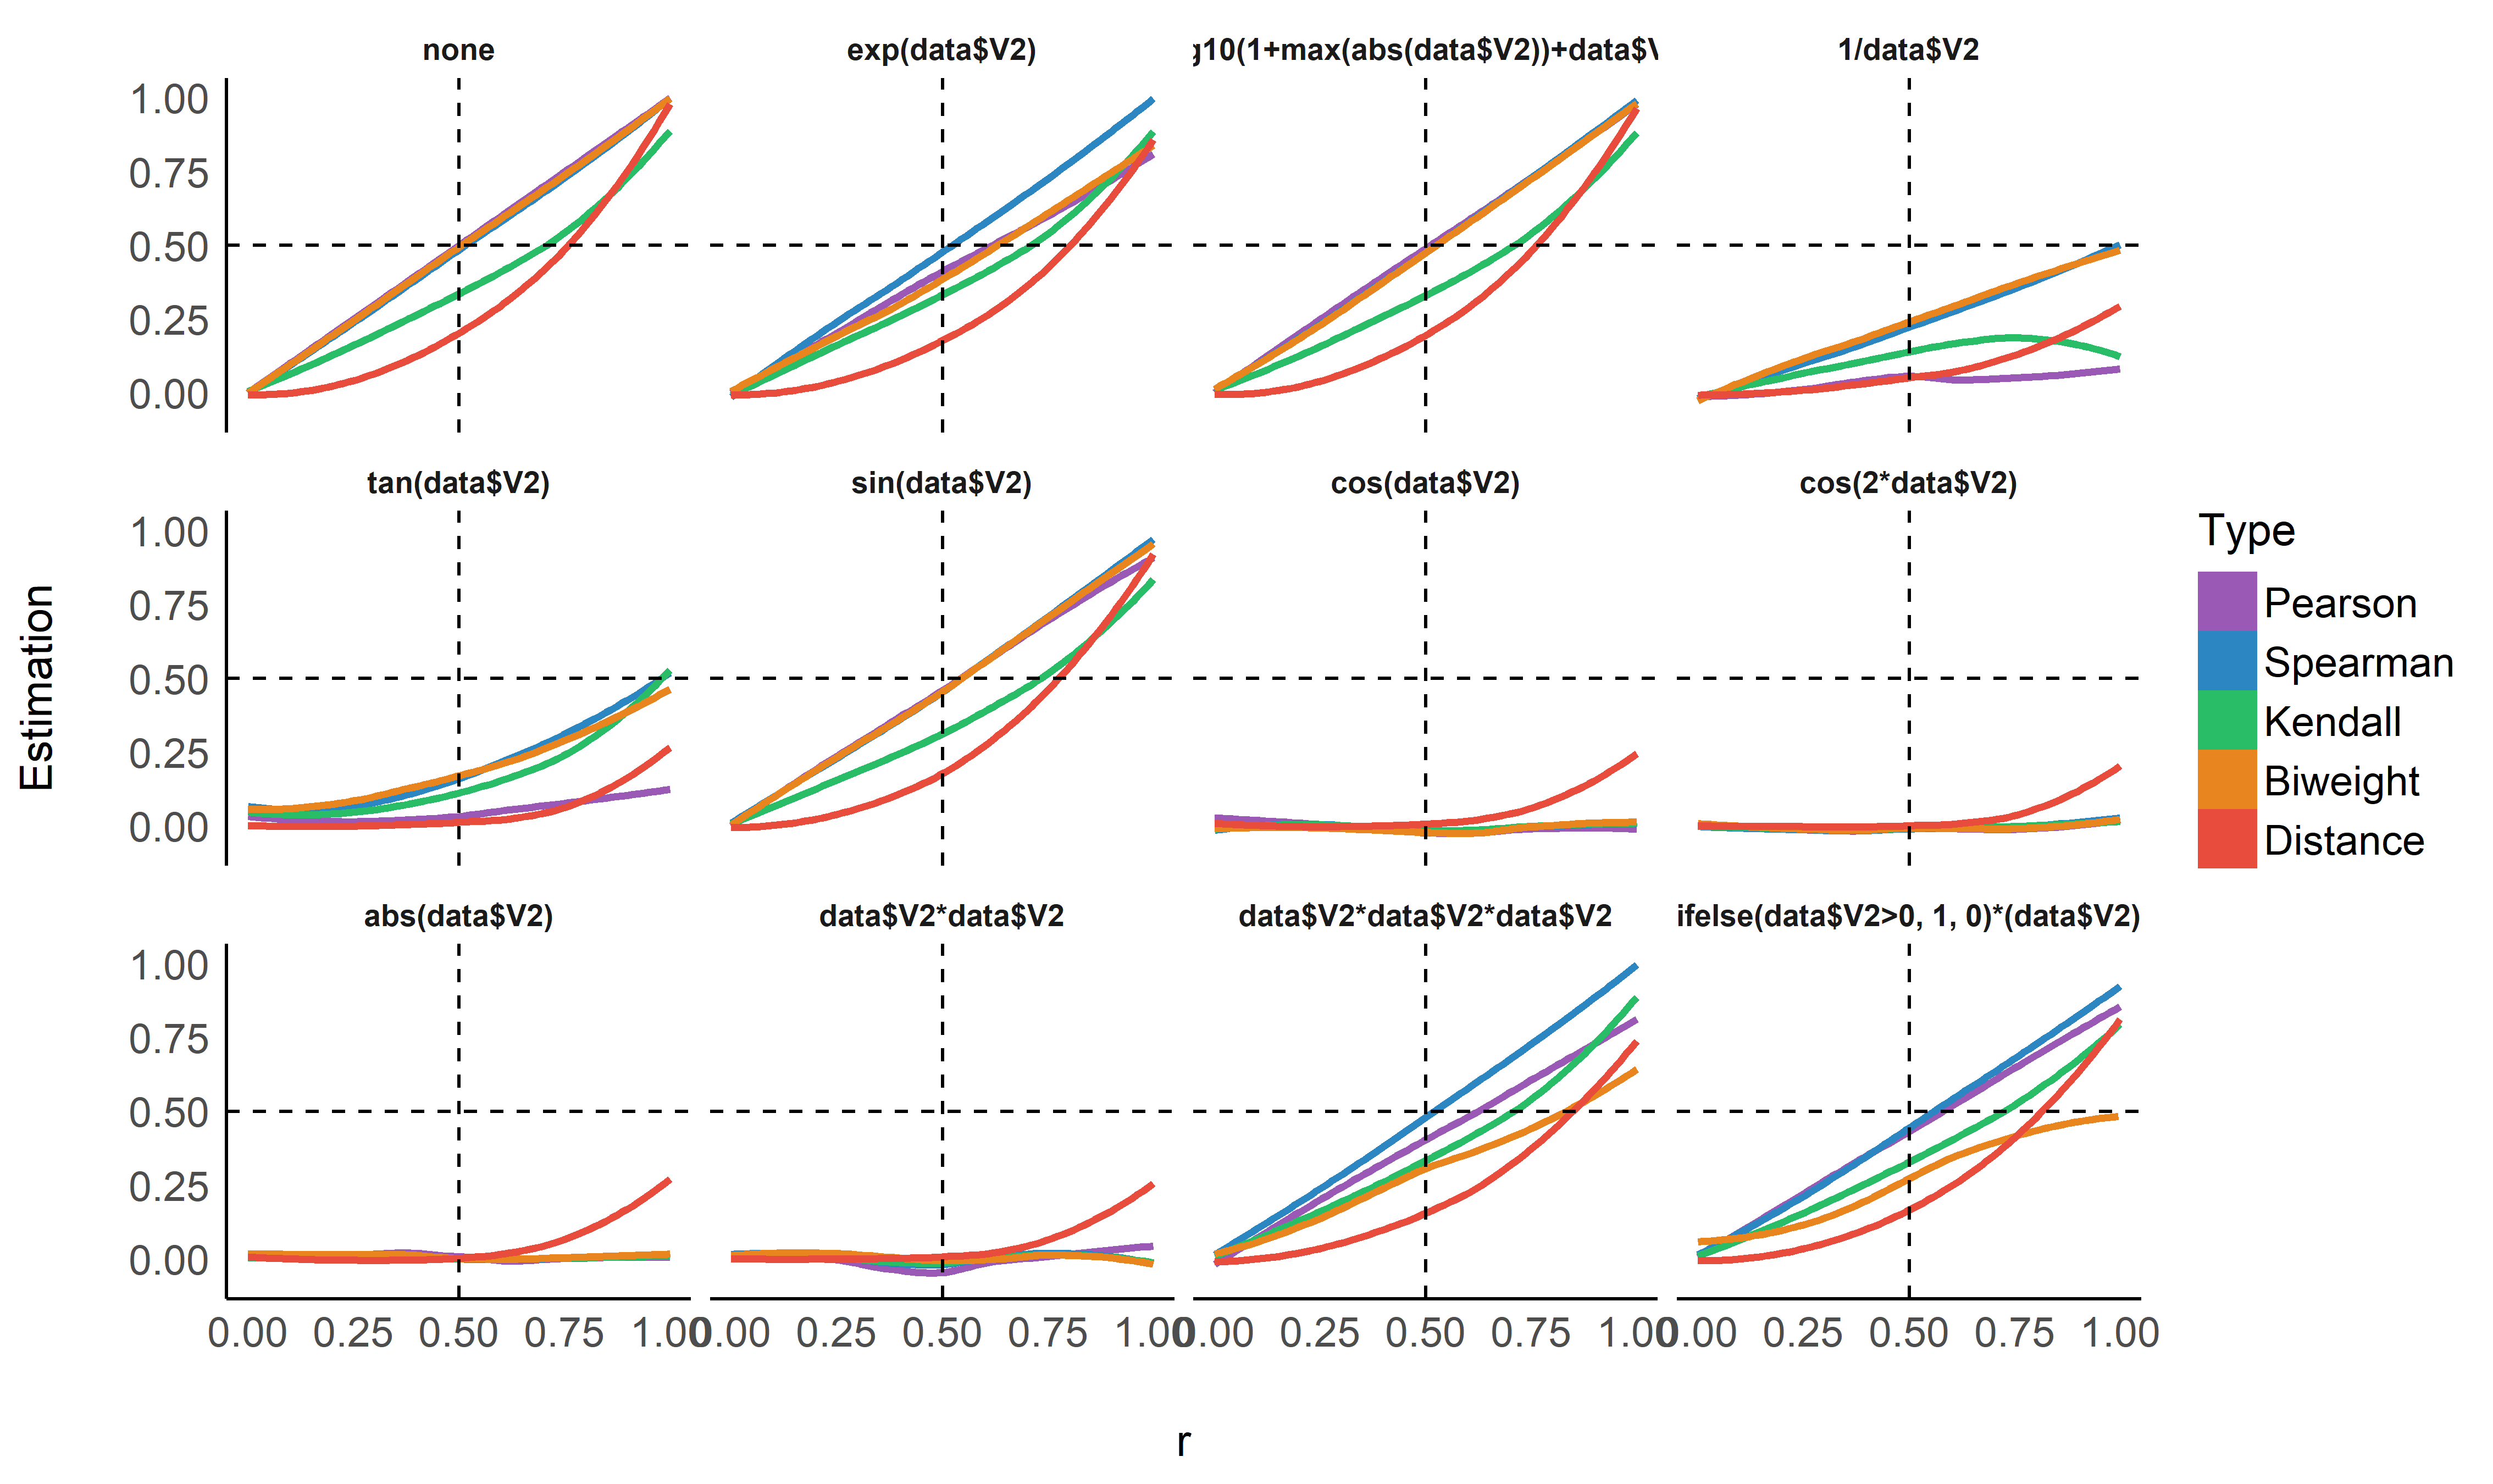 none
exp(data$V2)
g10(1+max(abs(data$V2))+data$V
1/data$V2
1.00
0.75
0.50
0.25
0.00
tan(data$V2)
sin(data$V2)
cos(data$V2)
cos(2*data$V2)
1.00
0.75
0.50
0.25
0.00
abs(data$V2)
data$V2*data$V2
data$V2*data$V2*data$V2
ifelse(data$V2>0, 1, 0)*(data$V2)
1.00
0.75
0.50
0.25
0.00
0.00 0.25 0.50 0.75 1.00
0.00 0.25 0.50 0.75 1.00
0.00 0.25 0.50 0.75 1.00
0.00 0.25 0.50 0.75 1.00
Estimation
r
Type
Pearson
Spearman
Kendall
Biweight
Distance